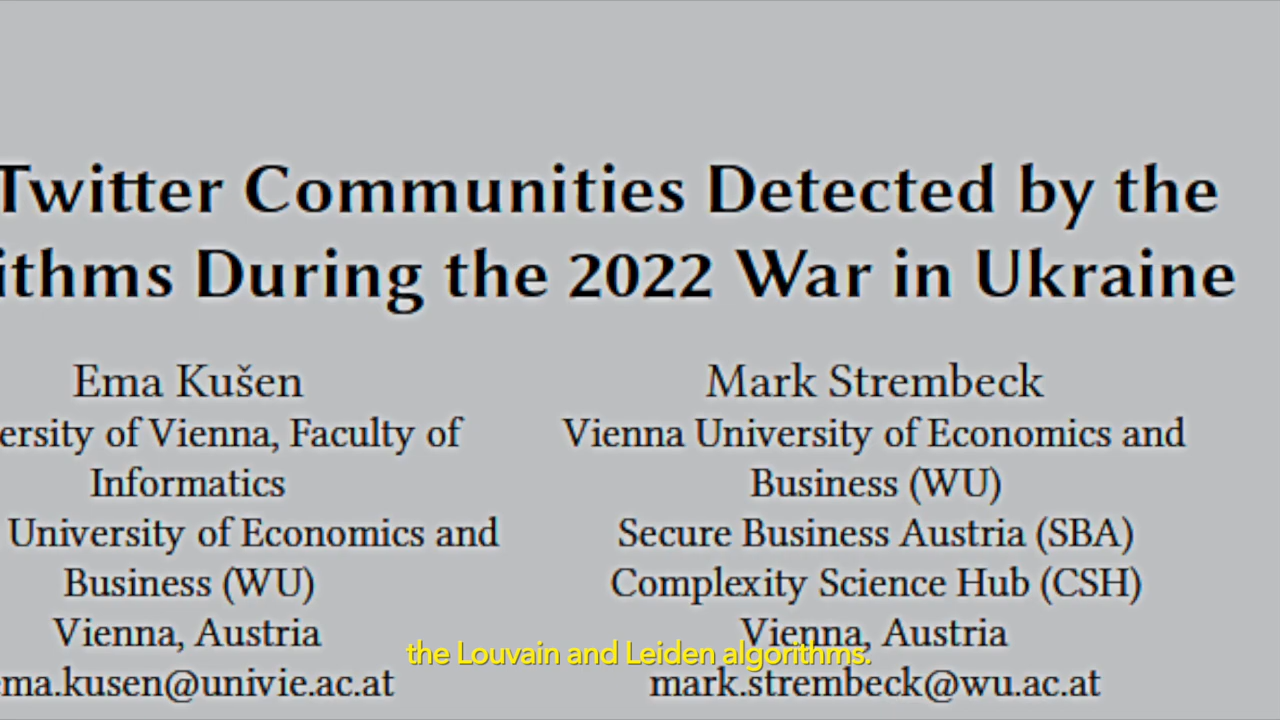 Twitter Communities Detected by the
ithms During the 2022 War in Ukraine
Ema Kušen
Mark Strembeck
ersity of Vienna, Faculty of
Informatics
University of Economics and
Business (WU)
Vienna, Austria
ma.kusen@univie.ac.at
Vienna University of Economics and
Business (WU)
Secure Business Austria (SBA)
Complexity Science Hub (CSH)
Vienna, Austria
mark.strembeck@wu.ac.at
the Louvain and Leiden algorithms.